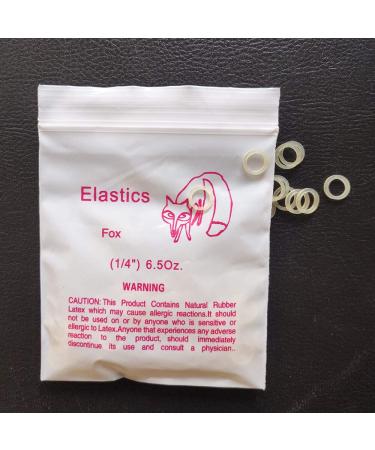 Elastics
Fox
(1/4") 6.5Oz.
WARNING
CAUTION: This Product Contains Natural Rubber
Latex which may cause allergic reactions.It should
not be used on or by anyone who is sensitive or
allergic to Latex.Anyone that experiences any adverse
reaction to the product, should immediately
discontinue its use and consult a physician..